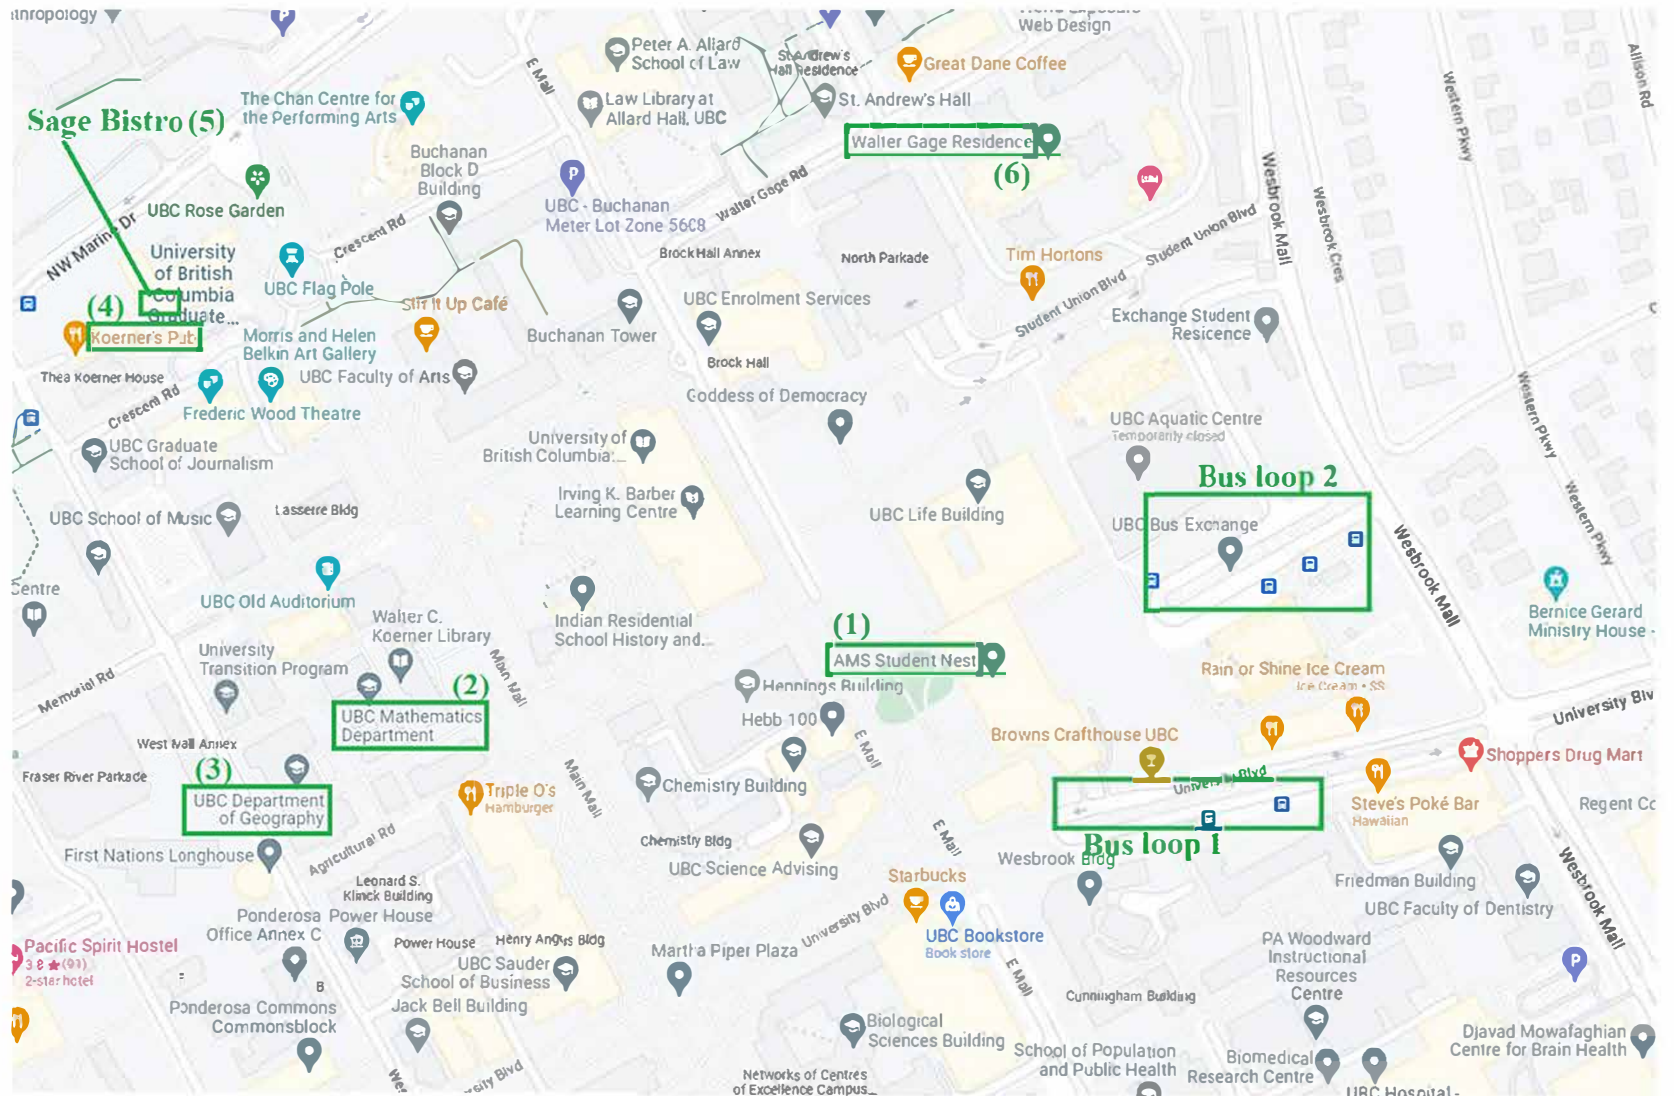 Web Design
Peter A. Allard
School of Law
St. Andrew's
Hall Residence
Great Dane Coffee
E Mall
Allison Rd
Western Pkwy
Sage Bistro (5)
The Chan Centre for
the Performing Arts
Law Library at
Allard Hall, UBC
St. Andrew's Hall
Walter Gage Residence
(6)
Buchanan
Block D
Building
UBC Rose Garden
UBC - Buchanan
Meter Lot Zone 5608
Walter Gage Rd
Wesbrook Mall
Wesbrook Cres
NW Marine Dr
Crescent Rd
University
of British
Columbia
Graduate...
UBC Flag Pole
Brock Hall Annex
North Parkade
Tim Hortons
Student Union Blvd
Student Union Blvd
(4)
Koerner's Pub
Stir It Up Café
UBC Enrolment Services
Exchange Student
Residence
Morris and Helen
Belkin Art Gallery
Buchanan Tower
Brock Hall
Thea Koerner House
UBC Faculty of Arts
Crescent Rd
Frederic Wood Theatre
Goddess of Democracy
Western Pkwy
UBC Aquatic Centre
Temporarily closed
UBC Graduate
School of Journalism
University of
British Columbia:...
Bus loop 2
Irving K. Barber
Learning Centre
UBC School of Music
Lasserre Bldg
UBC Life Building
UBC Bus Exchange
Western Pkwy
Wesbrook Mall
Centre
UBC Old Auditorium
Walter C.
Koerner Library
Indian Residential
School History and...
(1)
AMS Student Nest
Bernice Gerard
Ministry House -
University
Transition Program
Main Mall
Memorial Rd
(2)
UBC Mathematics
Department
Hennings Building
Hebb 100
Rain or Shine Ice Cream
Ice Cream • $$
University Blv
West Mall Annex
E Mall
Browns Crafthouse UBC
Shoppers Drug Mart
(3)
Fraser River Parkade
UBC Department
of Geography
Triple O's
Hamburger
Main Mall
Chemistry Building
University Blvd
Steve's Poké Bar
Hawaiian
Regent Co
Bus loop 1
First Nations Longhouse
Agricultural Rd
Chemistry Bldg
UBC Science Advising
E Mall
Wesbrook Bldg
Wesbrook Mall
Leonard S.
Klinck Building
Starbucks
Friedman Building
UBC Faculty of Dentistry
Ponderosa
Office Annex C
Power House
University Blvd
UBC Bookstore
Book store
Pacific Spirit Hostel
2-star hotel
Power House
Henry Angus Bldg
Martha Piper Plaza
UBC Sauder
School of Business
B
E Mall
PA Woodward
Instructional
Resources
Centre
Ponderosa Commons
Commonsblock
Jack Bell Building
Cunningham Building
Biological
Sciences Building
School of Population
and Public Health
Biomedical
Research Centre
Djavad Mowafaghian
Centre for Brain Health
Networks of Centres
of Excellence Campus...
UBC Hospital -